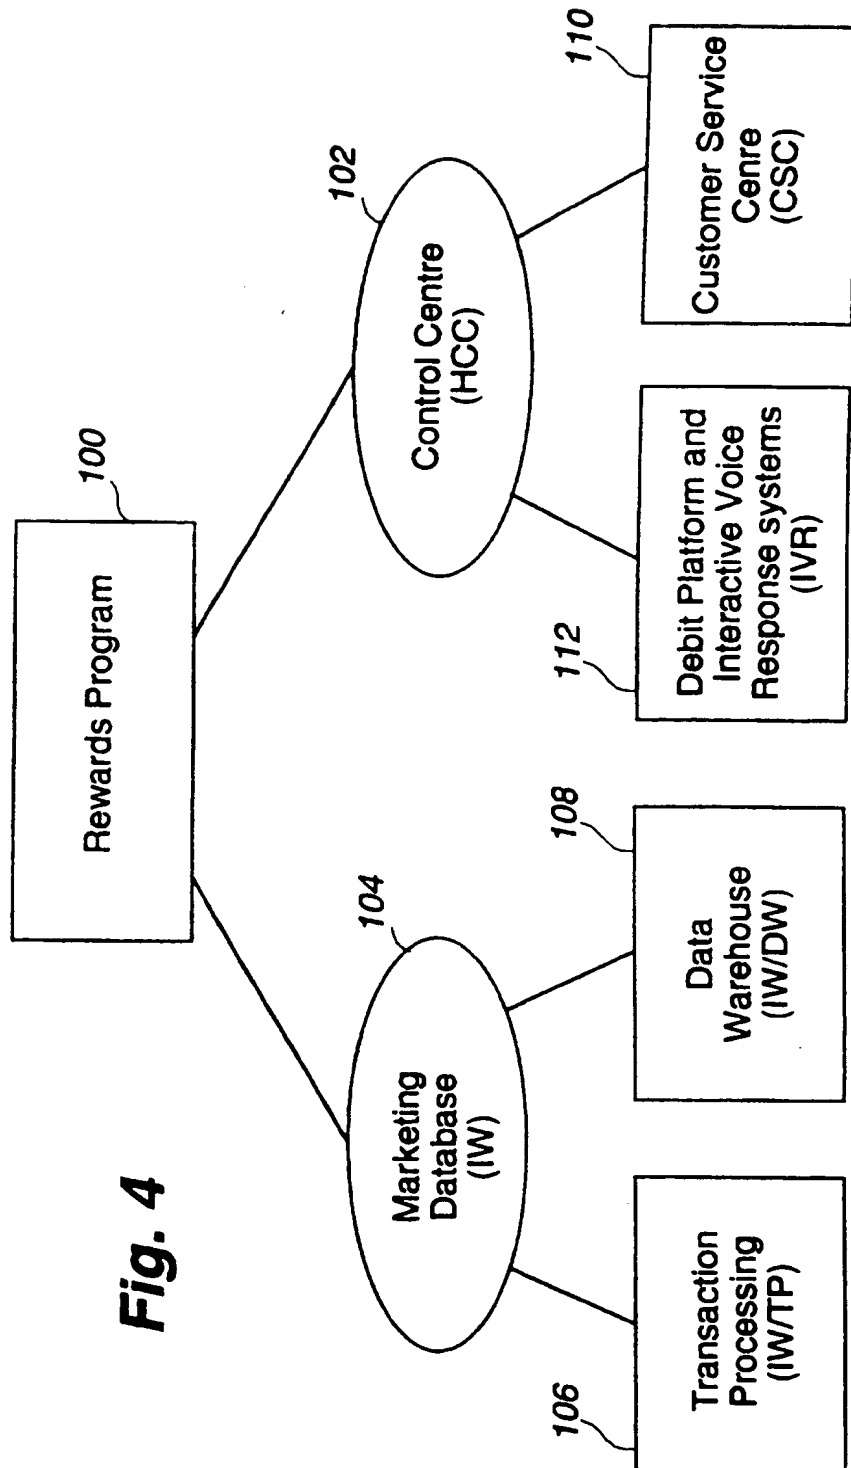 Fig. 4
100
Rewards Program
104
Marketing
Database
(IW)
102
Control Centre
(HCC)
106
Transaction
Processing
(IW/TP)
108
Data
Warehouse
(IW/DW)
112
Debit Platform and
Interactive Voice
Response systems
(IVR)
110
Customer Service
Cenre
(CSC)